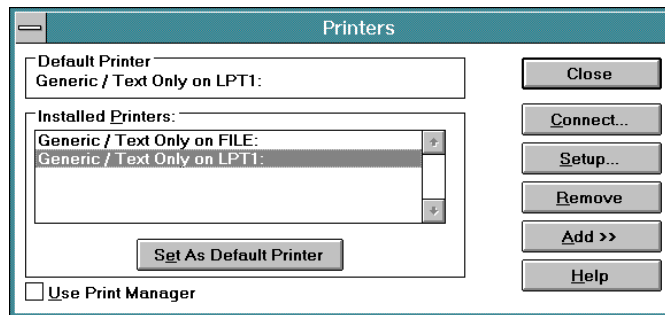 Printers
Default Printer
Generic / Text Only on LPT1:
Installed Printers:
Generic / Text Only on FILE:
Generic / Text Only on LPT1:
Set As Default Printer
Use Print Manager
Close
Connect...
Setup...
Remove
Add >>
Help